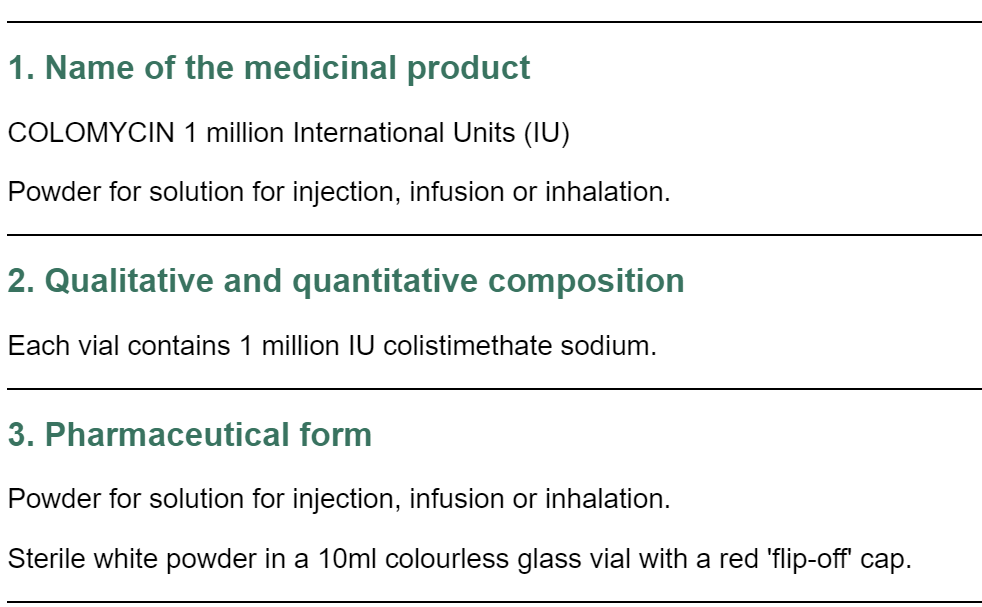 1. Name of the medicinal product
COLOMYCIN 1 million International Units (IU)
Powder for solution for injection, infusion or inhalation.
2. Qualitative and quantitative composition
Each vial contains 1 million IU colistimethate sodium.
3. Pharmaceutical form
Powder for solution for injection, infusion or inhalation.
Sterile white powder in a 10ml colourless glass vial with a red 'flip-off' cap.